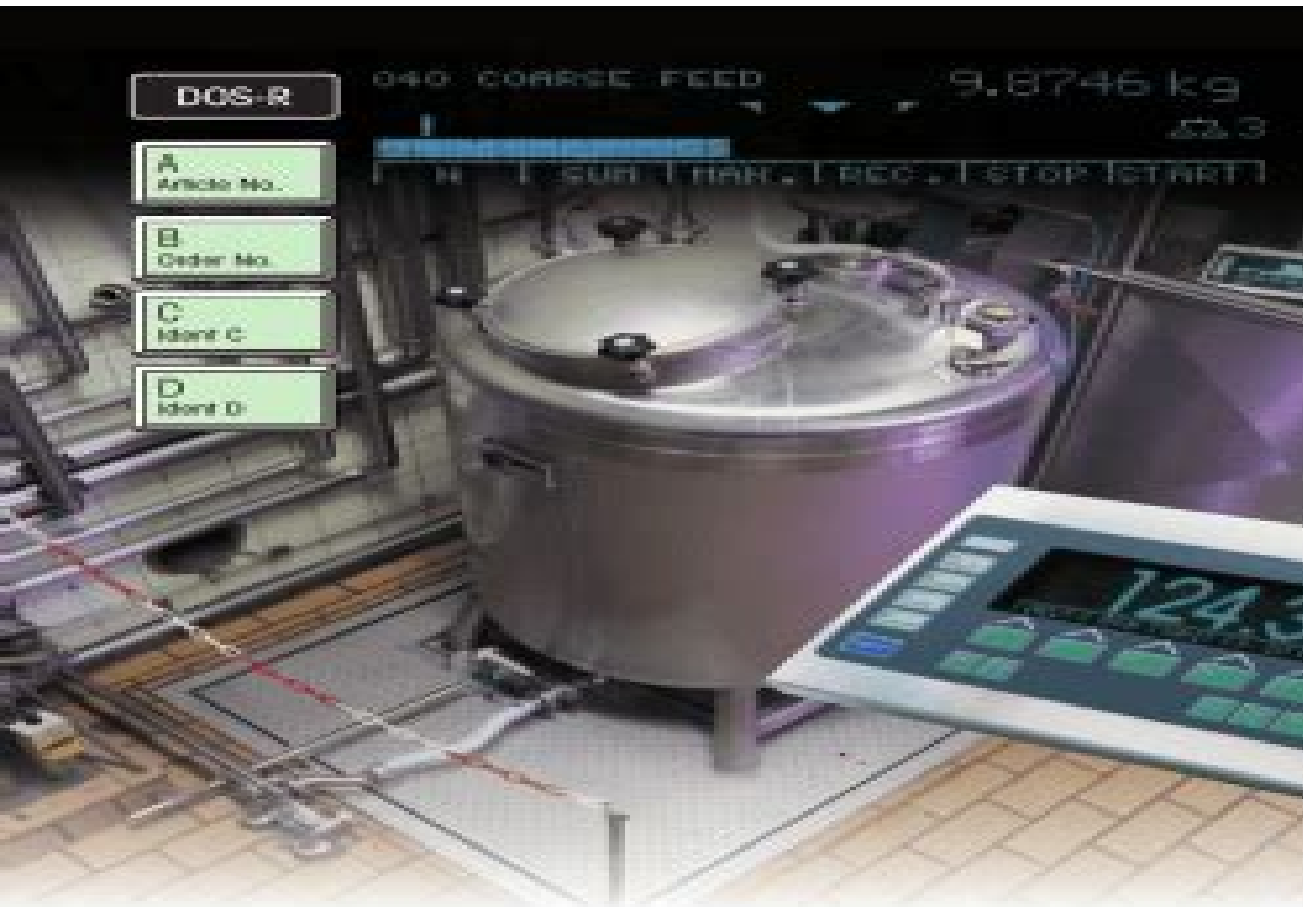 DOS-R
040 COARSE FEED
9.8746 kg
3
N SUM MAN. REC. STOP START
A
Article No.
B
Order No.
C
Ident C
D
Ident D
124.3